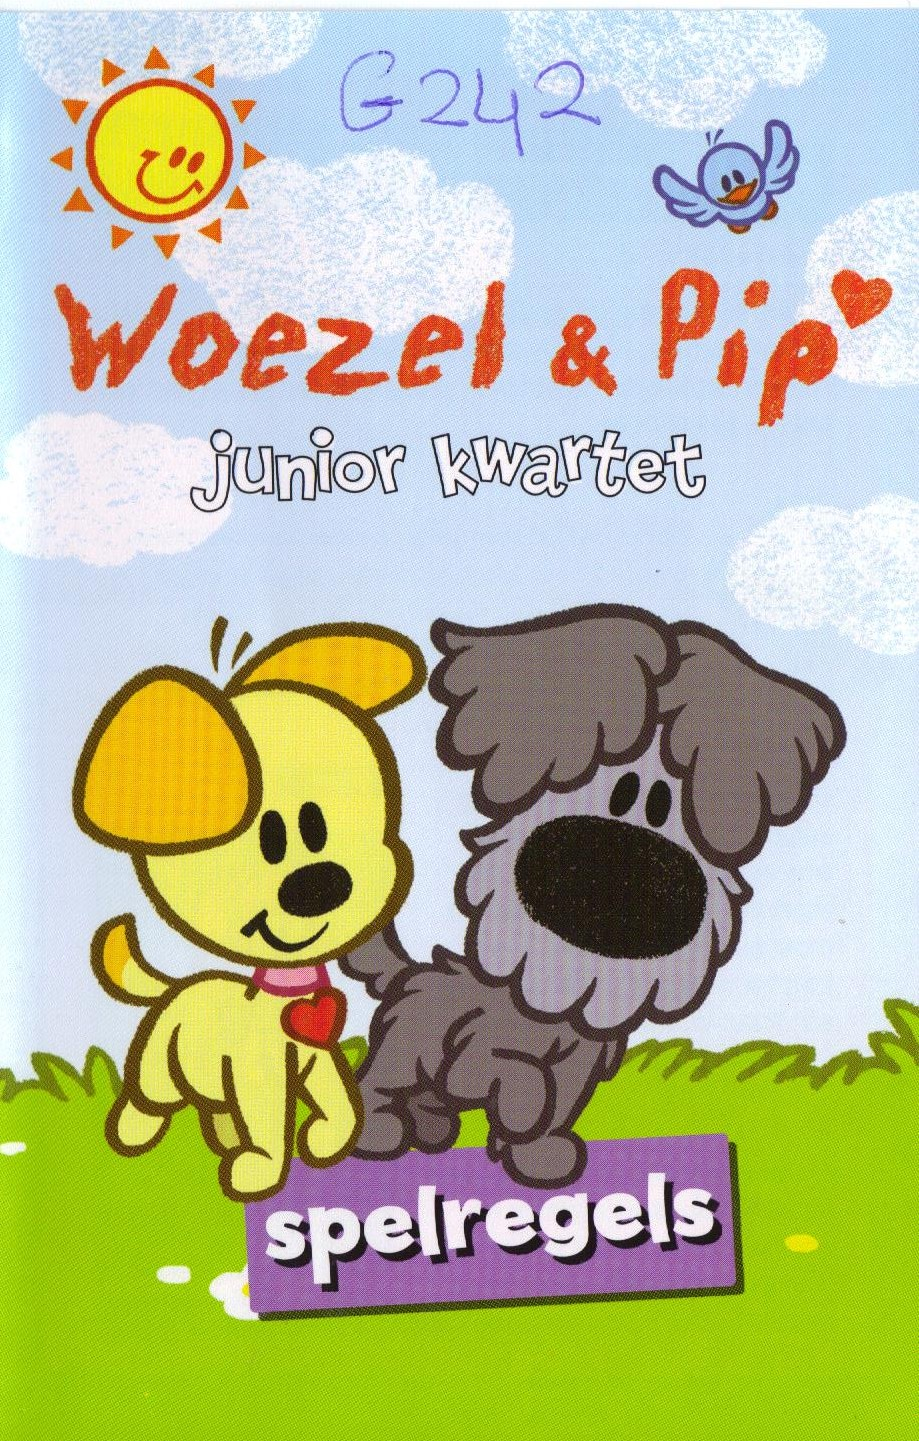 G242
Woezel & Pip
junior kwartet
spelregels